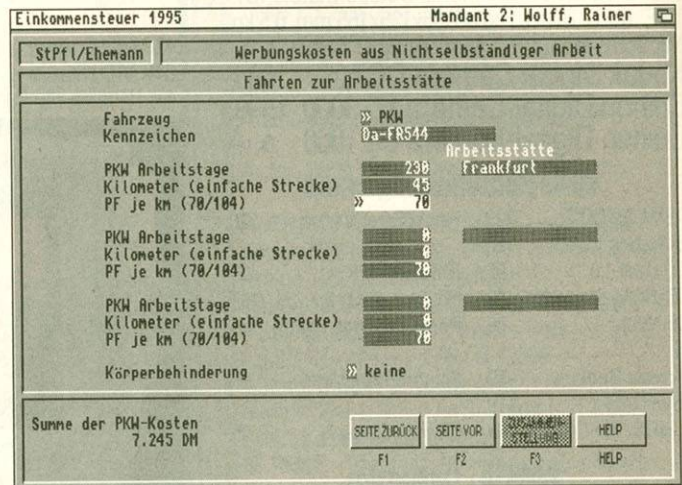 Einkommensteuer 1995 Mandant 2: Wolff, Rainer
StPfl/Ehemann Werbungskosten aus Nichtselbständiger Arbeit
Fahrten zur Arbeitsstätte
Fahrzeug » PKW
Kennzeichen Da-FR544
Arbeitsstätte
PKW Arbeitstage 230 Frankfurt
Kilometer (einfache Strecke) 45
PF je km (70/104) » 70
PKW Arbeitstage 0
Kilometer (einfache Strecke) 0
PF je km (70/104) 70
PKW Arbeitstage 0
Kilometer (einfache Strecke) 0
PF je km (70/104) 70
Körperbehinderung » keine
Summe der PKW-Kosten
7.245 DM
SEITE ZURÜCK SEITE VOR ZUSAMMEN-
STELLUNG HELP
F1 F2 F3 HELP